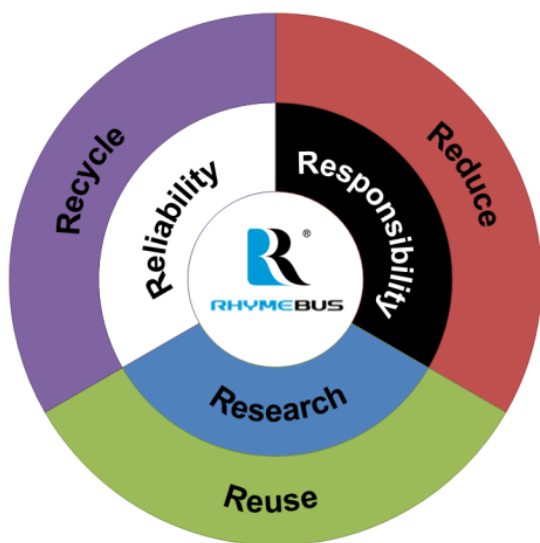 Recycle
Reduce
Reliability
Responsibility
R®
RHYMEBUS
Research
Reuse